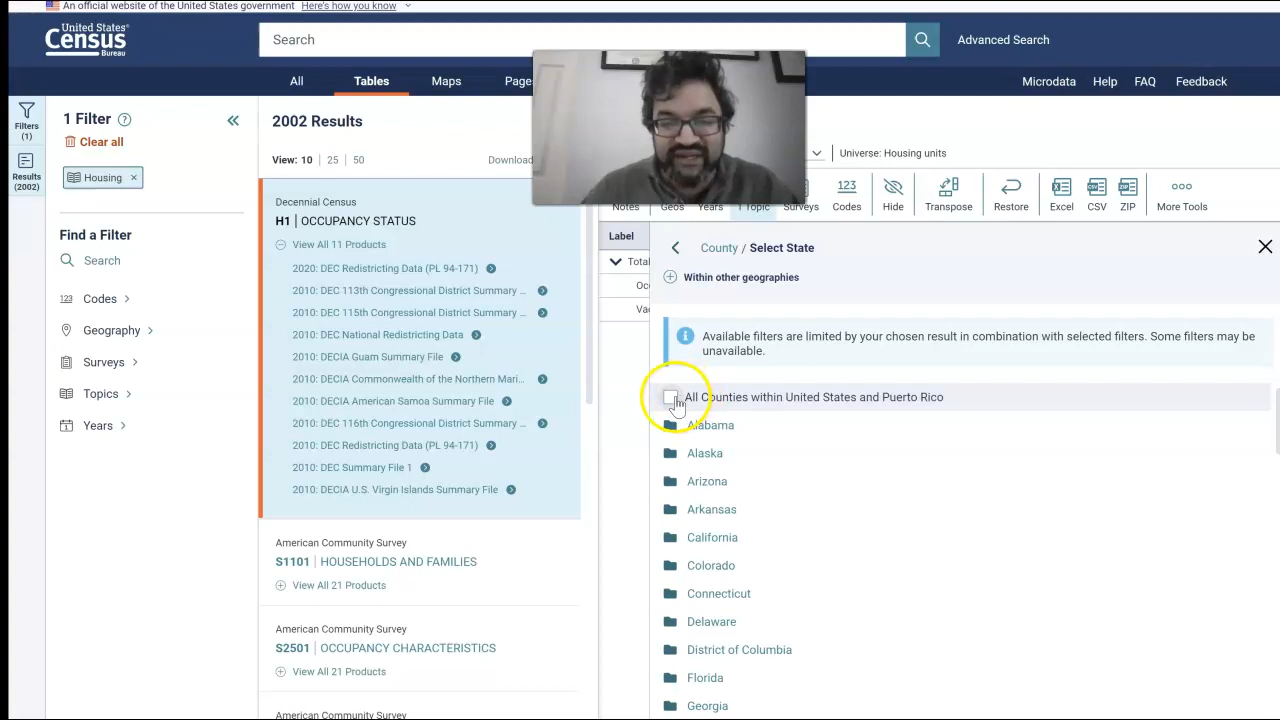 An official website of the United States government Here's how you know
United States®
Census
Bureau
Search
Advanced Search
All
Tables
Maps
Page
Microdata
Help
FAQ
Feedback
Filters
(1)
Results
(2002)
1 Filter
Clear all
Housing ×
Find a Filter
Search
123 Codes
Geography
Surveys
Topics
Years
2002 Results
View: 10 | 25 | 50
Download
Decennial Census
H1 | OCCUPANCY STATUS
View All 11 Products
2020: DEC Redistricting Data (PL 94-171)
2010: DEC 113th Congressional District Summary ...
2010: DEC 115th Congressional District Summary ...
2010: DEC National Redistricting Data
2010: DECIA Guam Summary File
2010: DECIA Commonwealth of the Northern Mari...
2010: DECIA American Samoa Summary File
2010: DEC 116th Congressional District Summary ...
2010: DEC Redistricting Data (PL 94-171)
2010: DEC Summary File 1
2010: DECIA U.S. Virgin Islands Summary File
American Community Survey
S1101 | HOUSEHOLDS AND FAMILIES
View All 21 Products
American Community Survey
S2501 | OCCUPANCY CHARACTERISTICS
View All 21 Products
American Community Survey
Universe: Housing units
Notes
Geos
Years
1 Topic
Surveys
123
Codes
Hide
Transpose
Restore
Excel
CSV
ZIP
More Tools
Label
Total
Oc
Va
County / Select State
Within other geographies
Available filters are limited by your chosen result in combination with selected filters. Some filters may be
unavailable.
All Counties within United States and Puerto Rico
Alabama
Alaska
Arizona
Arkansas
California
Colorado
Connecticut
Delaware
District of Columbia
Florida
Georgia